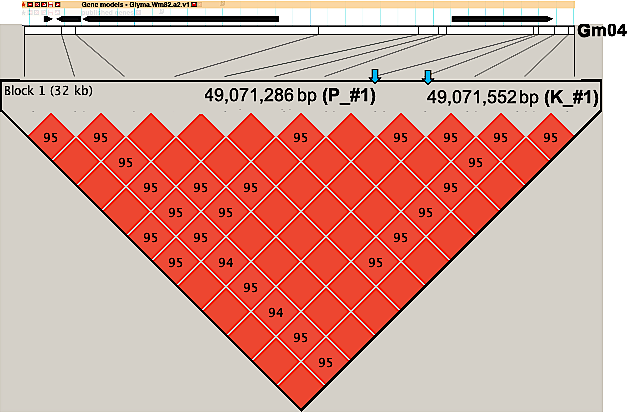 Gene models - Glyma.Wm82.a2.v1
Gm04
Block 1 (32 kb)
49,071,286 bp (P_#1)
49,071,552 bp (K_#1)
95 95 95 95 95 95 95
95 95 95
95 95 95 95
95 95 95
95 95 95
95 94 95
95
94
95
95